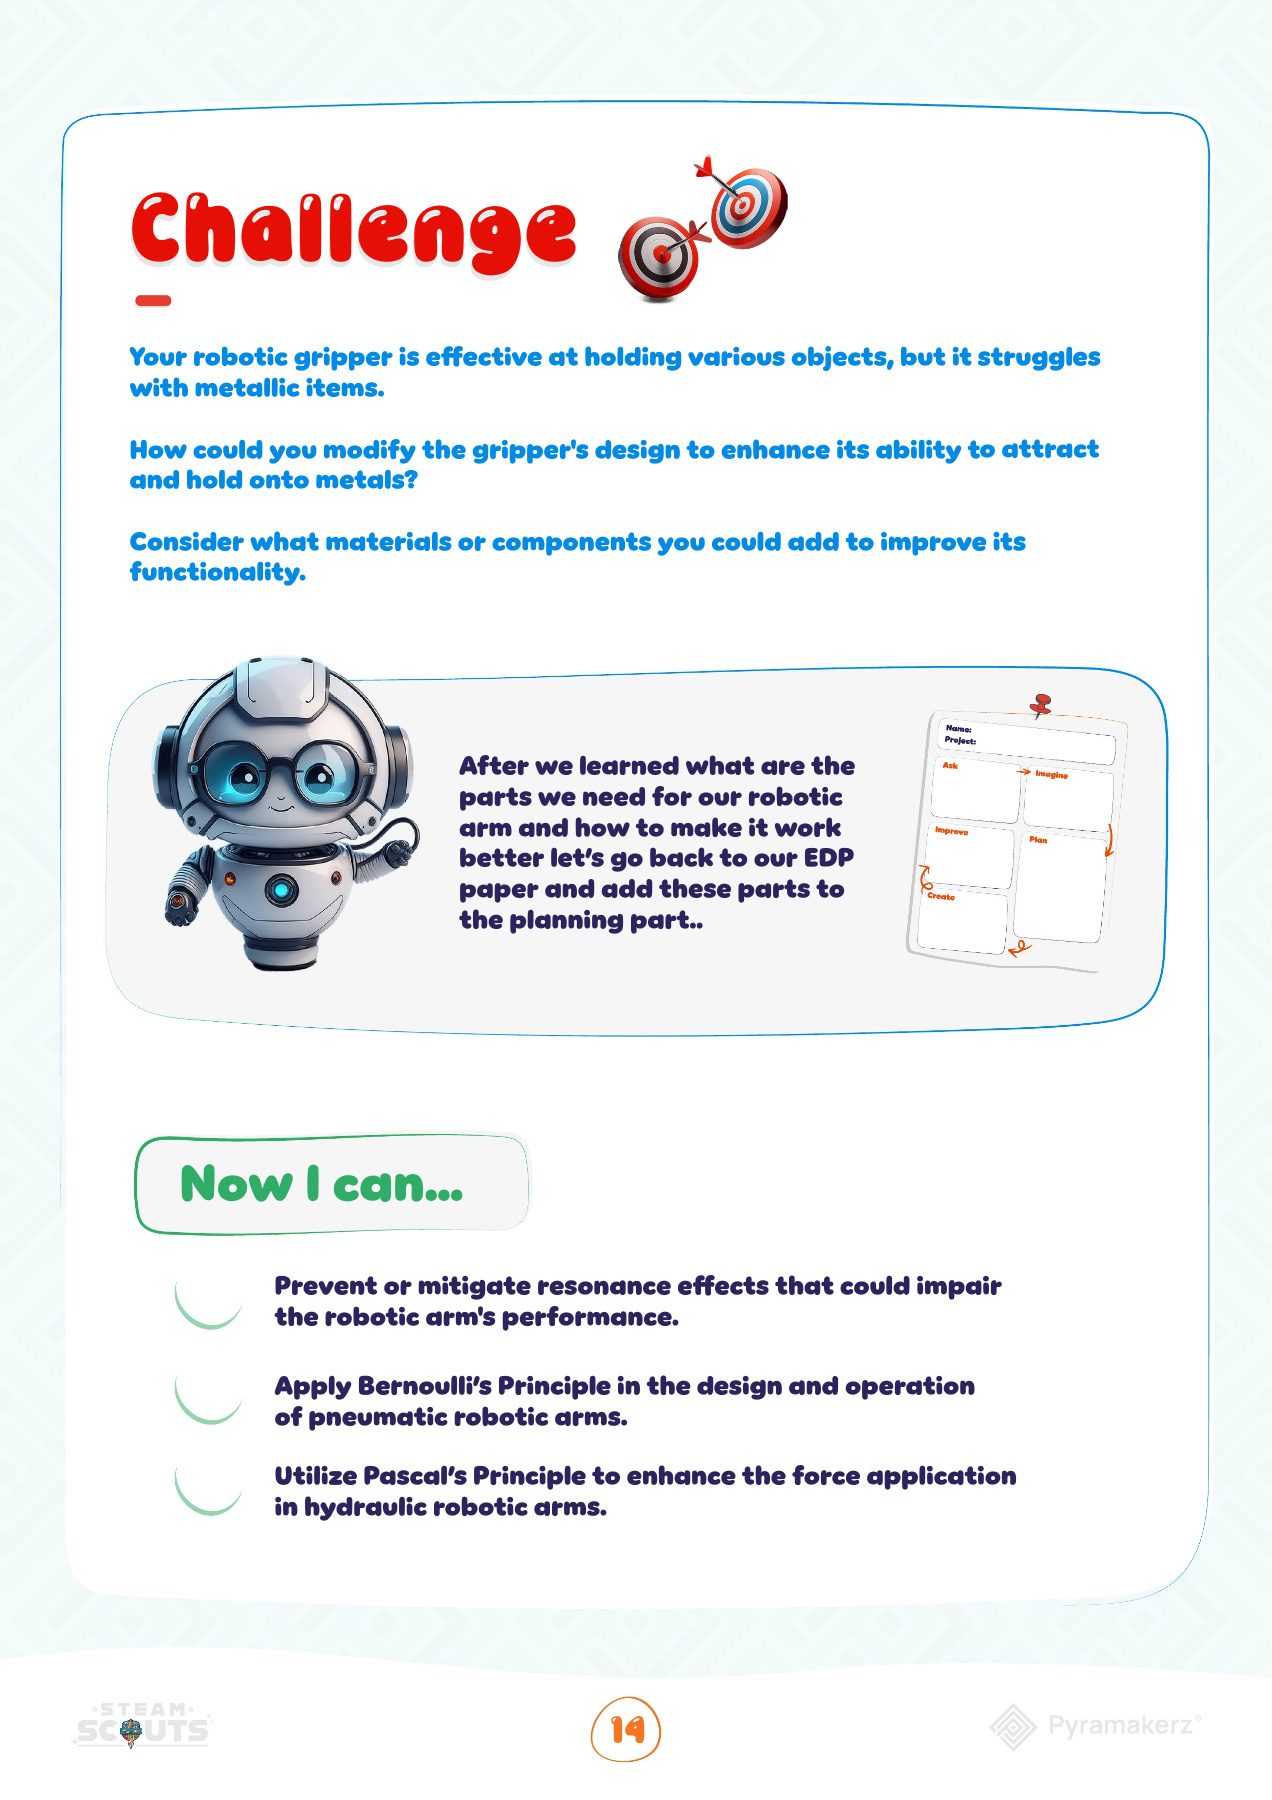 Challenge
Your robotic gripper is effective at holding various objects, but it struggles
with metallic items.
How could you modify the gripper's design to enhance its ability to attract
and hold onto metals?
Consider what materials or components you could add to improve its
functionality.
After we learned what are the
parts we need for our robotic
arm and how to make it work
better let's go back to our EDP
paper and add these parts to
the planning part..
Name:
Project:
Ask
Imagine
Improve
Plan
Create
Now I can...
Prevent or mitigate resonance effects that could impair
the robotic arm's performance.
Apply Bernoulli's Principle in the design and operation
of pneumatic robotic arms.
Utilize Pascal's Principle to enhance the force application
in hydraulic robotic arms.
STEAM
SCOUTS
14
Pyramakerz